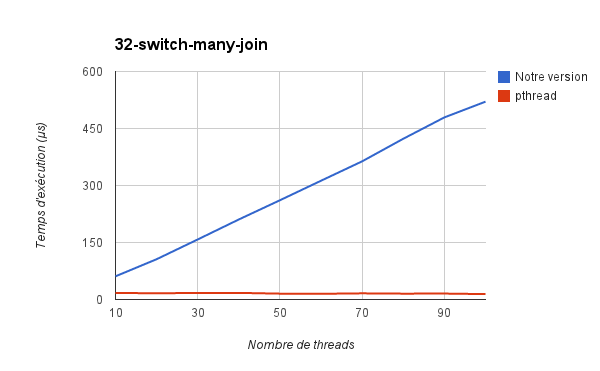 32-switch-many-join
Notre version
pthread
600
450
300
150
0
Temps d'exécution (µs)
10
30
50
70
90
Nombre de threads